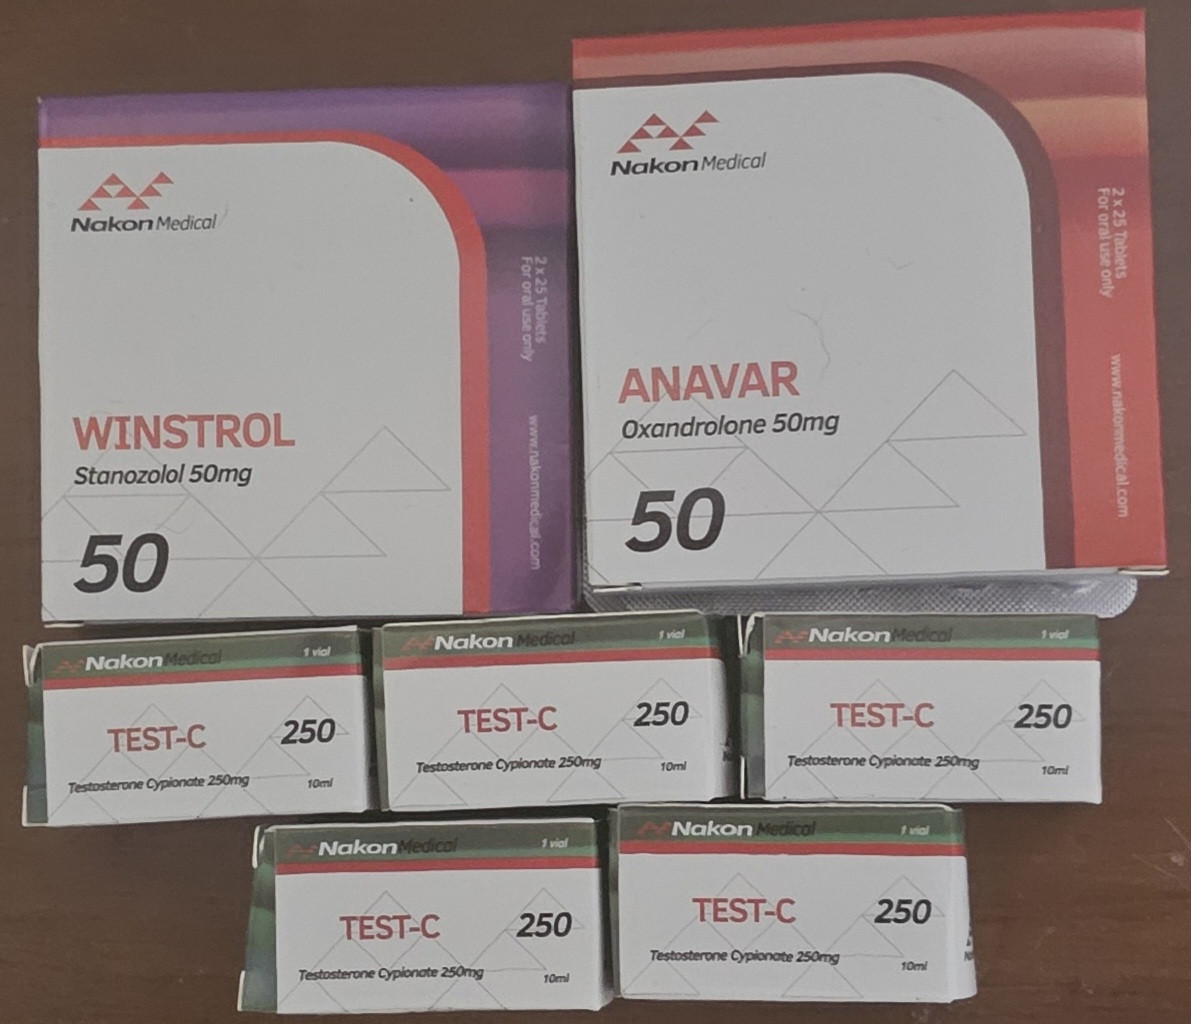 Nakon Medical
WINSTROL
Stanozolol 50mg
50
2 x 25 Tablets
For oral use only
www.nakonmedical.com
Nakon Medical
ANAVAR
Oxandrolone 50mg
50
2 x 25 Tablets
For oral use only
www.nakonmedical.com
Nakon Medical
1 vial
TEST-C
250
Testosterone Cypionate 250mg
10ml
Nakon Medical
1 vial
TEST-C
250
Testosterone Cypionate 250mg
10ml
Nakon Medical
1 vial
TEST-C
250
Testosterone Cypionate 250mg
10ml
Nakon Medical
1 vial
TEST-C
250
Testosterone Cypionate 250mg
10ml
Nakon Medical
1 vial
TEST-C
250
Testosterone Cypionate 250mg
10ml